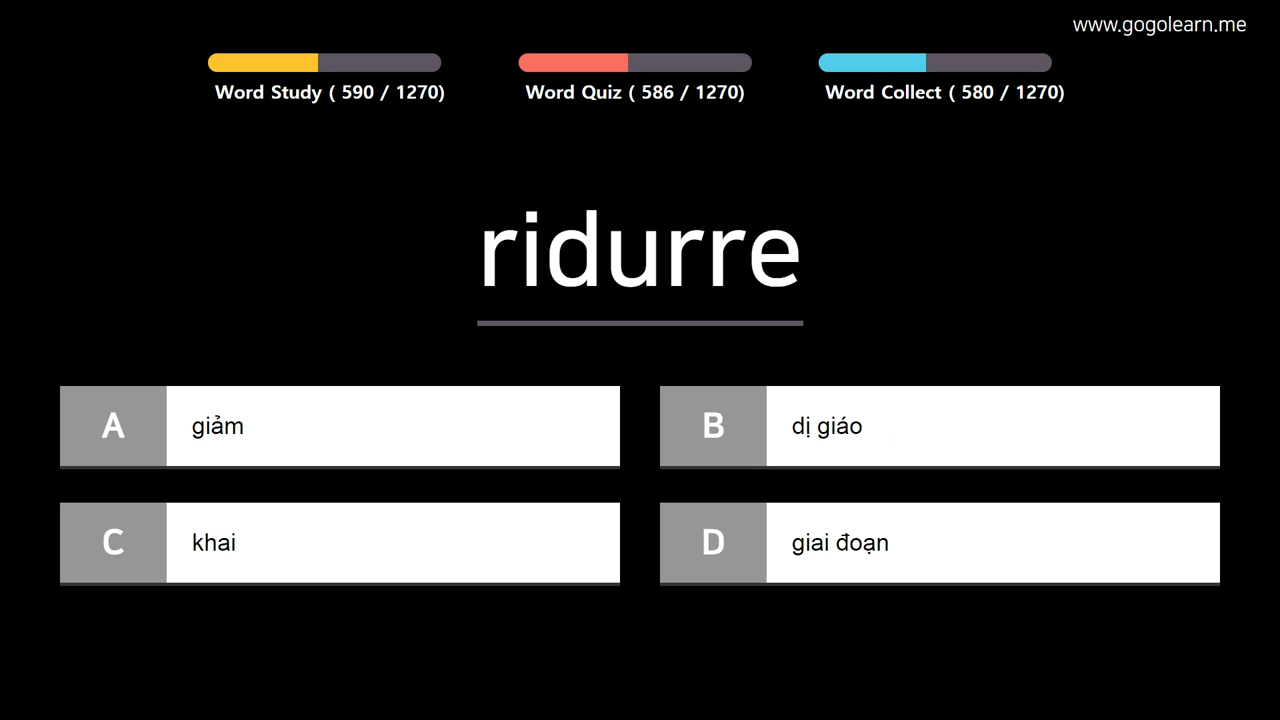 www.gogolearn.me
Word Study ( 590 / 1270)
Word Quiz ( 586 / 1270)
Word Collect ( 580 / 1270)
ridurre
A giảm
B dị giáo
C khai
D giai đoạn